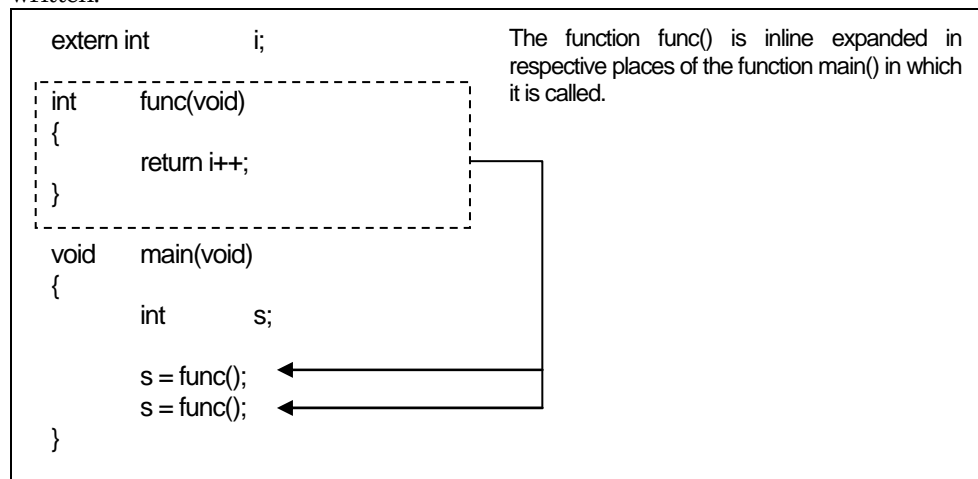 extern int i;
The function func() is inline expanded in
respective places of the function main() in which
it is called.
int func(void)
{
return i++;
}
void main(void)
{
int s;
s = func();
s = func();
}